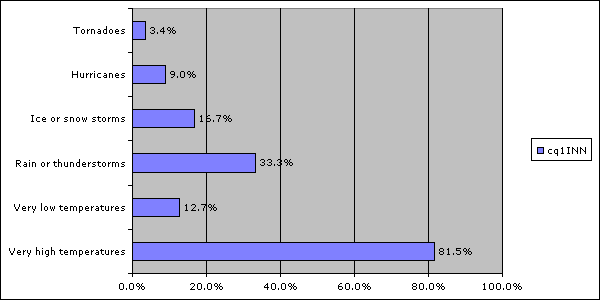 Tornadoes 3.4%
Hurricanes 9.0%
Ice or snow storms 16.7%
Rain or thunderstorms 33.3%
Very low temperatures 12.7%
Very high temperatures 81.5%
0.0% 20.0% 40.0% 60.0% 80.0% 100.0%
cq1INN